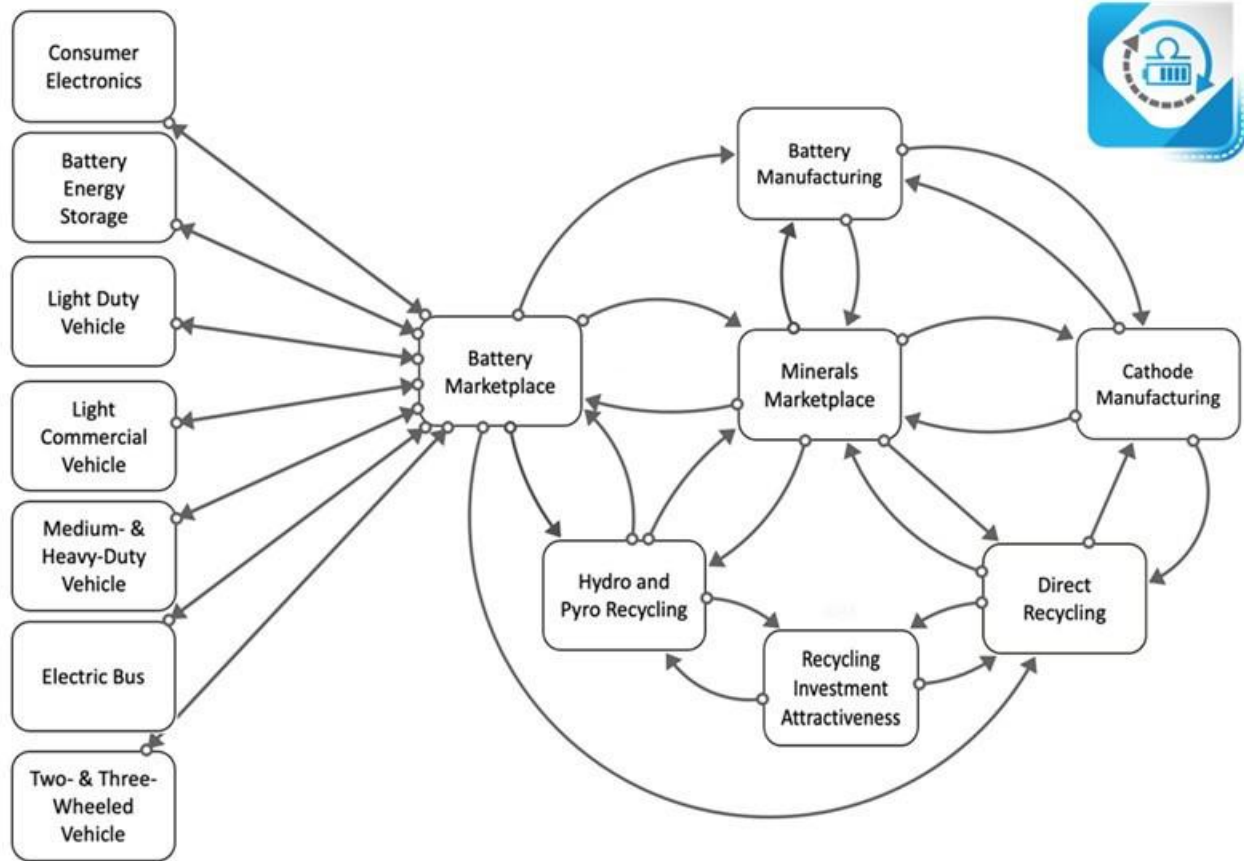 Consumer
Electronics
Battery
Energy
Storage
Light Duty
Vehicle
Light
Commercial
Vehicle
Medium- &
Heavy-Duty
Vehicle
Electric Bus
Two- & Three-
Wheeled
Vehicle
Battery
Marketplace
Battery
Manufacturing
Minerals
Marketplace
Cathode
Manufacturing
Hydro and
Pyro Recycling
Direct
Recycling
Recycling
Investment
Attractiveness